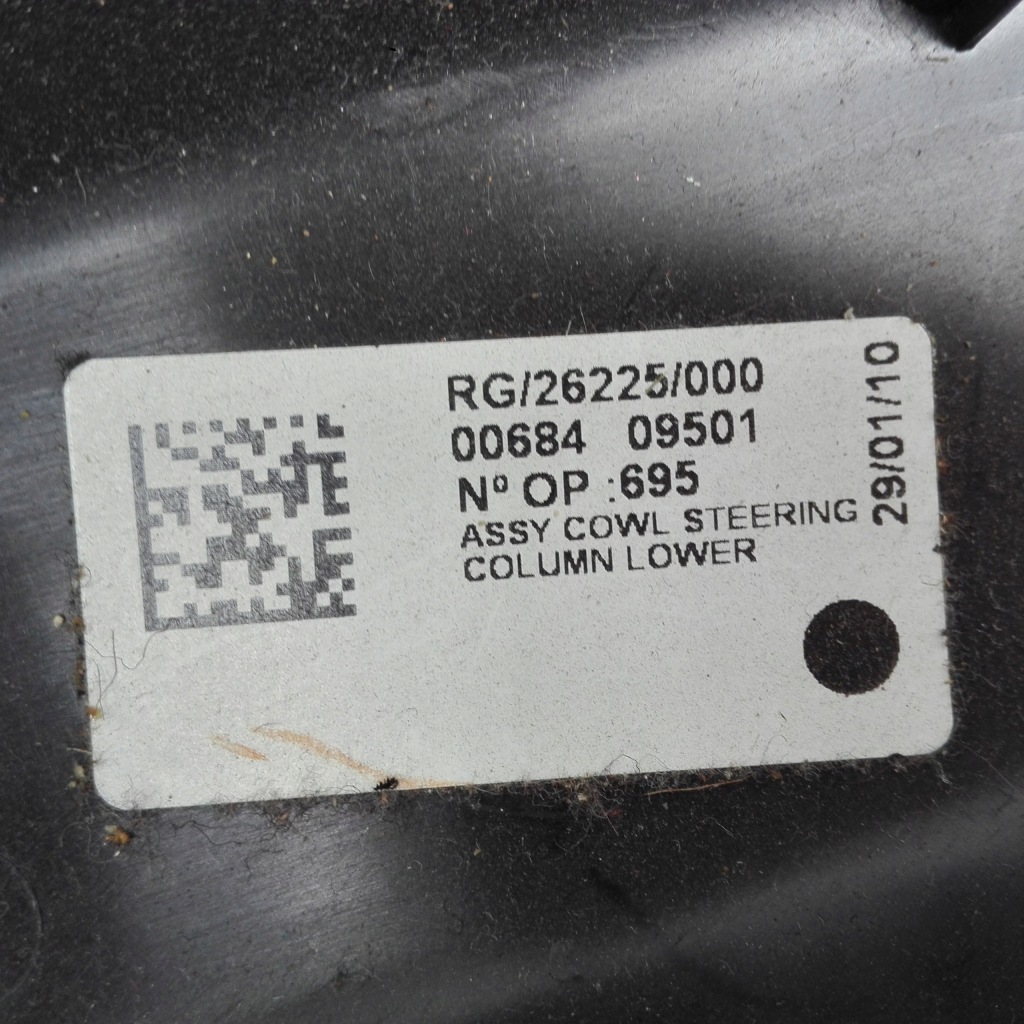 RG/26225/000
00684 09501
Nº OP :695
ASSY COWL STEERING
COLUMN LOWER
29/01/10